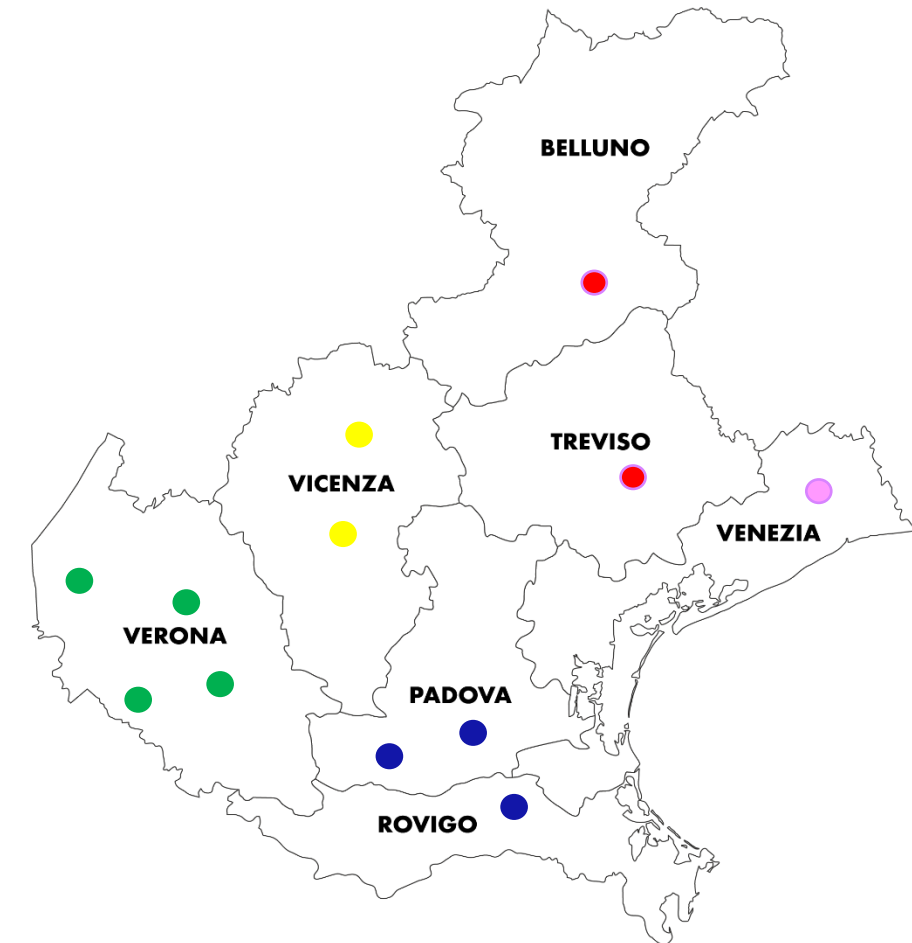 BELLUNO
TREVISO
VICENZA
VENEZIA
VERONA
PADOVA
ROVIGO